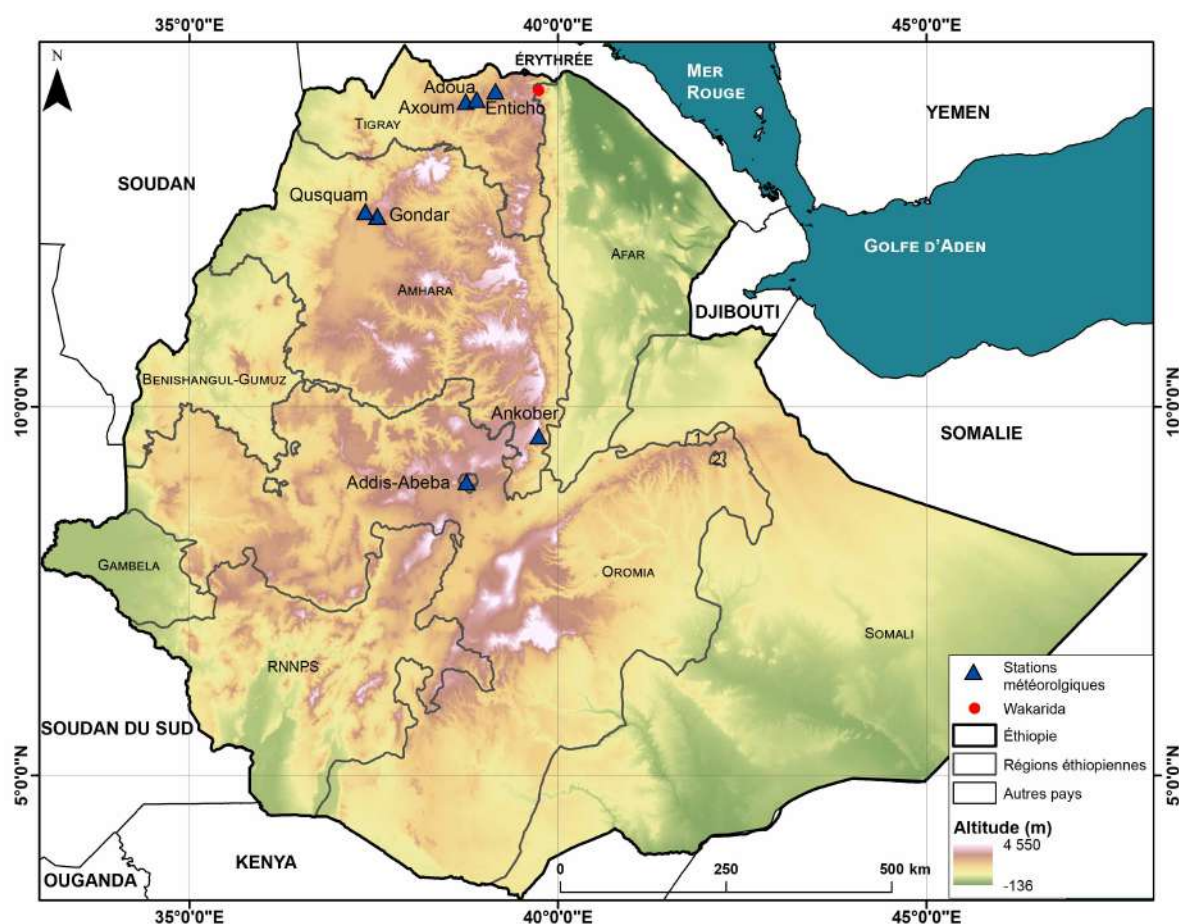 35°0'0"E
40°0'0"E
45°0'0"E
N
ÉRYTHRÉE
MER
ROUGE
YEMEN
Adoua
Axoum
Enticho
TIGRAY
SOUDAN
Qusquam
Gondar
GOLFE D'ADEN
AFAR
AMHARA
DJIBOUTI
BENISHANGUL-GUMUZ
10°0'0"N
10°0'0"N
Ankober
SOMALIE
1
2
Addis-Abeba
GAMBELA
OROMIA
SOMALI
RNNPS
SOUDAN DU SUD
5°0'0"N
5°0'0"N
KENYA
OUGANDA
Stations
météorolgiques
Wakarida
Éthiopie
Régions éthiopiennes
Autres pays
Altitude (m)
4 550
-136
0
250
500 km
35°0'0"E
40°0'0"E
45°0'0"E